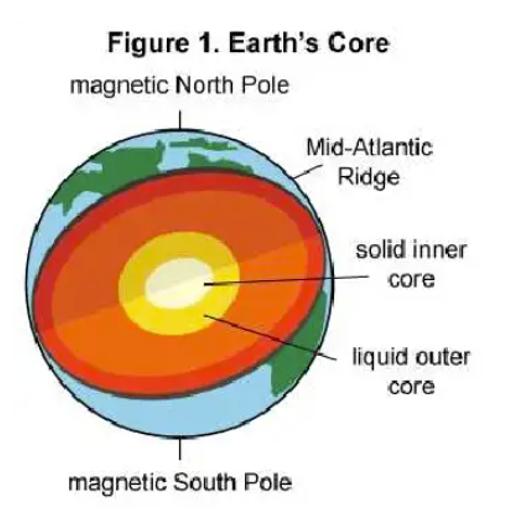 Figure 1. Earth's Core
magnetic North Pole
Mid-Atlantic
Ridge
solid inner
core
liquid outer
core
magnetic South Pole